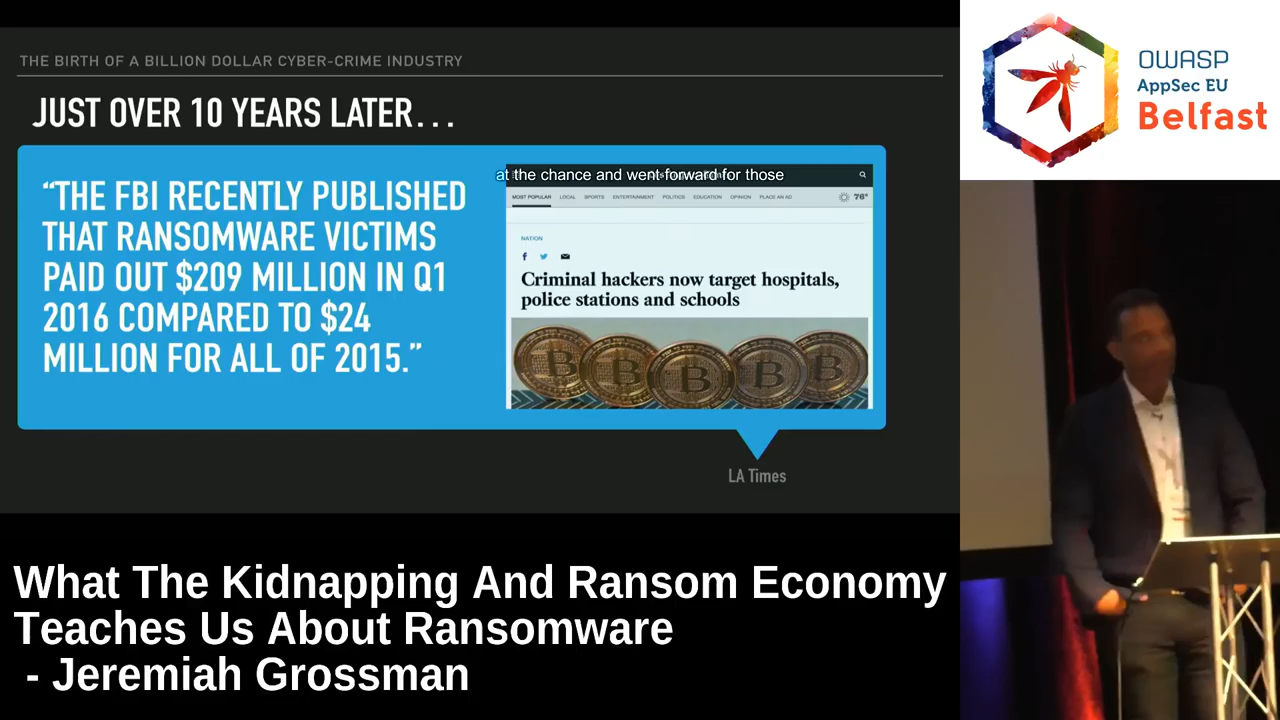 THE BIRTH OF A BILLION DOLLAR CYBER-CRIME INDUSTRY
JUST OVER 10 YEARS LATER...
“THE FBI RECENTLY PUBLISHED
THAT RANSOMWARE VICTIMS
PAID OUT $209 MILLION IN Q1
2016 COMPARED TO $24
MILLION FOR ALL OF 2015.”
at the chance and went forward for those
MOST POPULAR LOCAL SPORTS ENTERTAINMENT POLITICS EDUCATION OPINION PLACE AN AD 76°
NATION
Criminal hackers now target hospitals,
police stations and schools
LA Times
OWASP
AppSec EU
Belfast
What The Kidnapping And Ransom Economy
Teaches Us About Ransomware
- Jeremiah Grossman